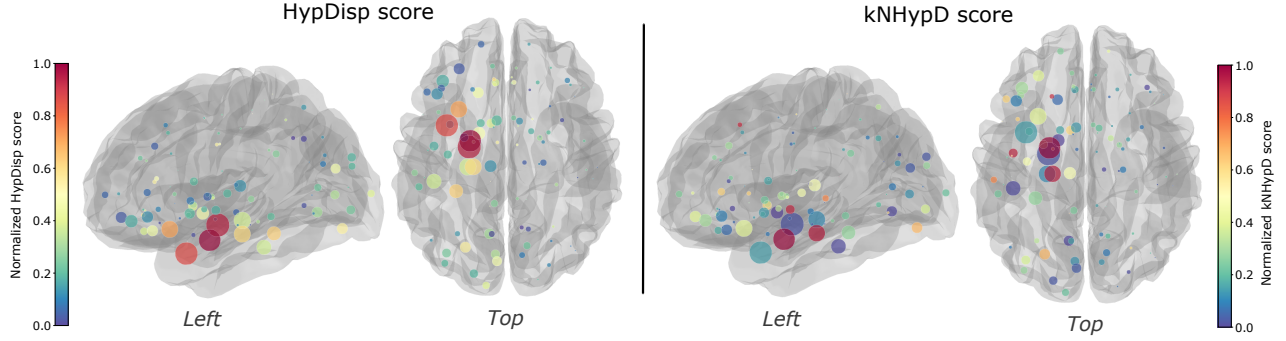 HypDisp score
kNHypD score
Normalized HypDisp score
1.0
0.8
0.6
0.4
0.2
0.0
Left
Top
Left
Top
1.0
0.8
0.6
0.4
0.2
0.0
Normalized kNHypD score